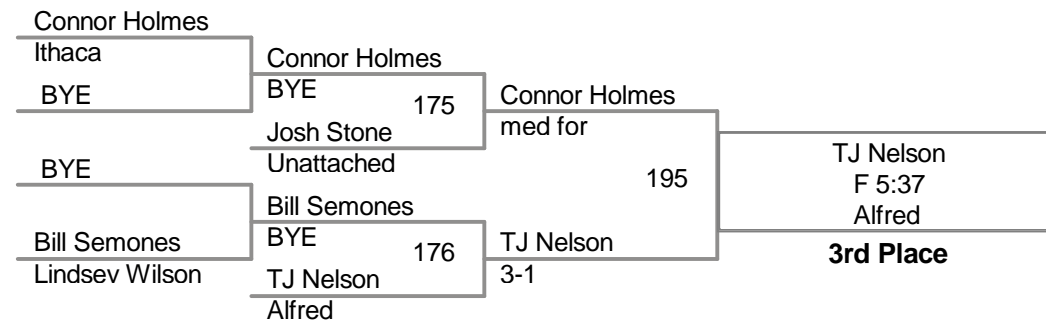 Connor Holmes
Ithaca
BYE
BYE
Bill Semones
Lindsey Wilson
Connor Holmes
BYE
175
Josh Stone
Unattached
Bill Semones
BYE
176
TJ Nelson
Alfred
Connor Holmes
med for
195
TJ Nelson
3-1
TJ Nelson
F 5:37
Alfred
3rd Place